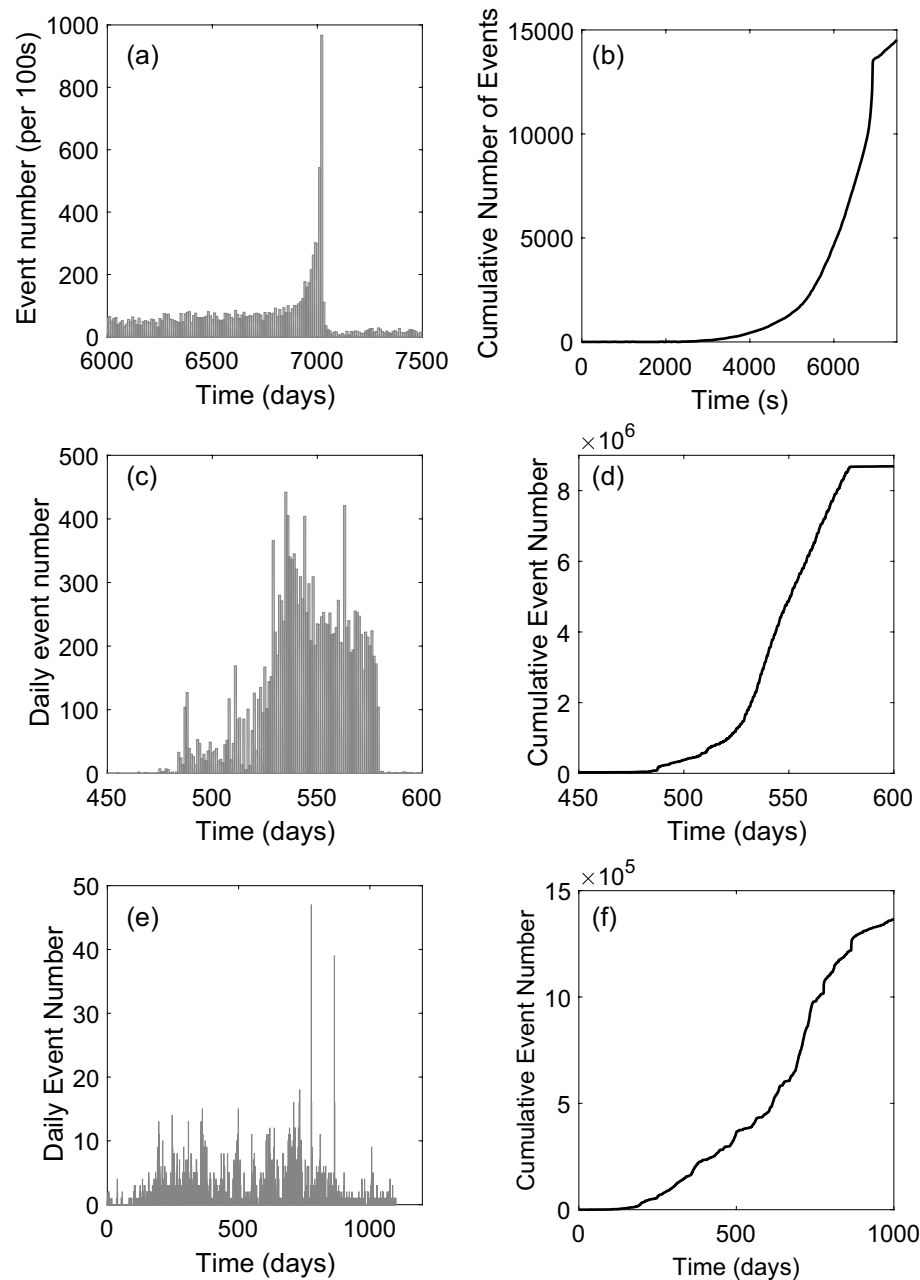 (a)
Event number (per 100s)
1000
800
600
400
200
0
6000 6500 7000 7500
Time (days)
(b)
Cumulative Number of Events
15000
10000
5000
0
0 2000 4000 6000
Time (s)
(c)
Daily event number
500
400
300
200
100
0
450 500 550 600
Time (days)
×10^6
(d)
Cumulative Event Number
8
6
4
2
0
450 500 550 600
Time (days)
(e)
Daily Event Number
50
40
30
20
10
0
0 500 1000
Time (days)
×10^5
(f)
Cumulative Event Number
15
10
5
0
0 500 1000
Time (days)